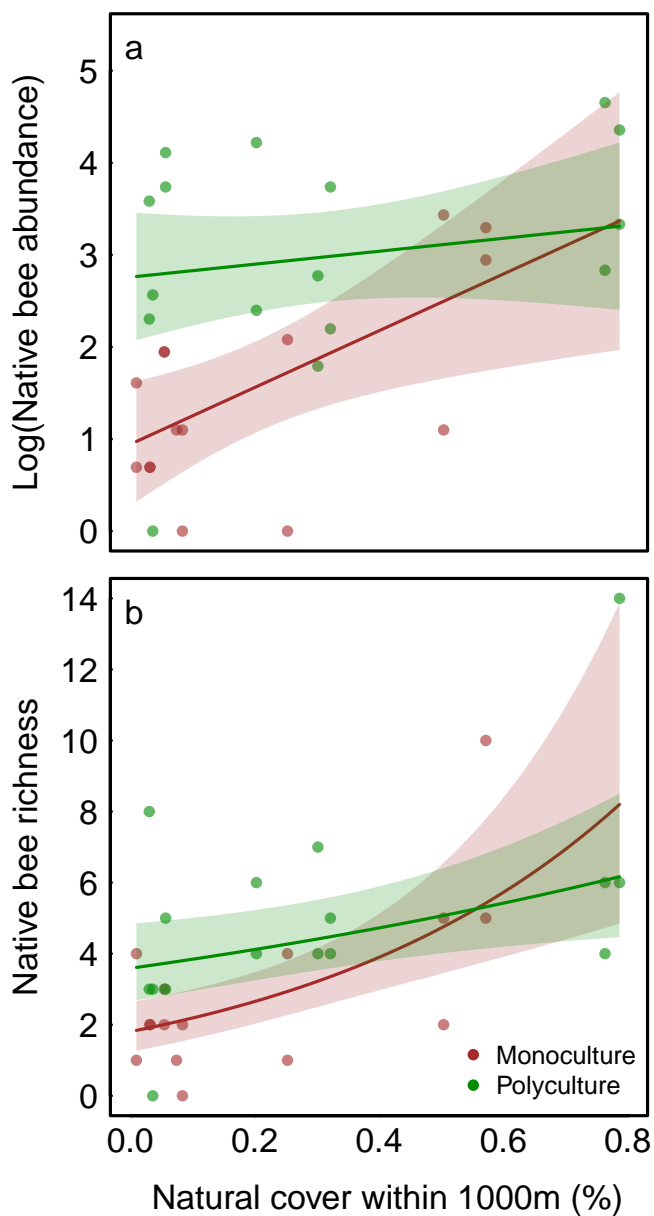 a
5
4
3
2
1
0
Log(Native bee abundance)
b
14
12
10
8
6
4
2
0
Native bee richness
Monoculture
Polyculture
0.0 0.2 0.4 0.6 0.8
Natural cover within 1000m (%)